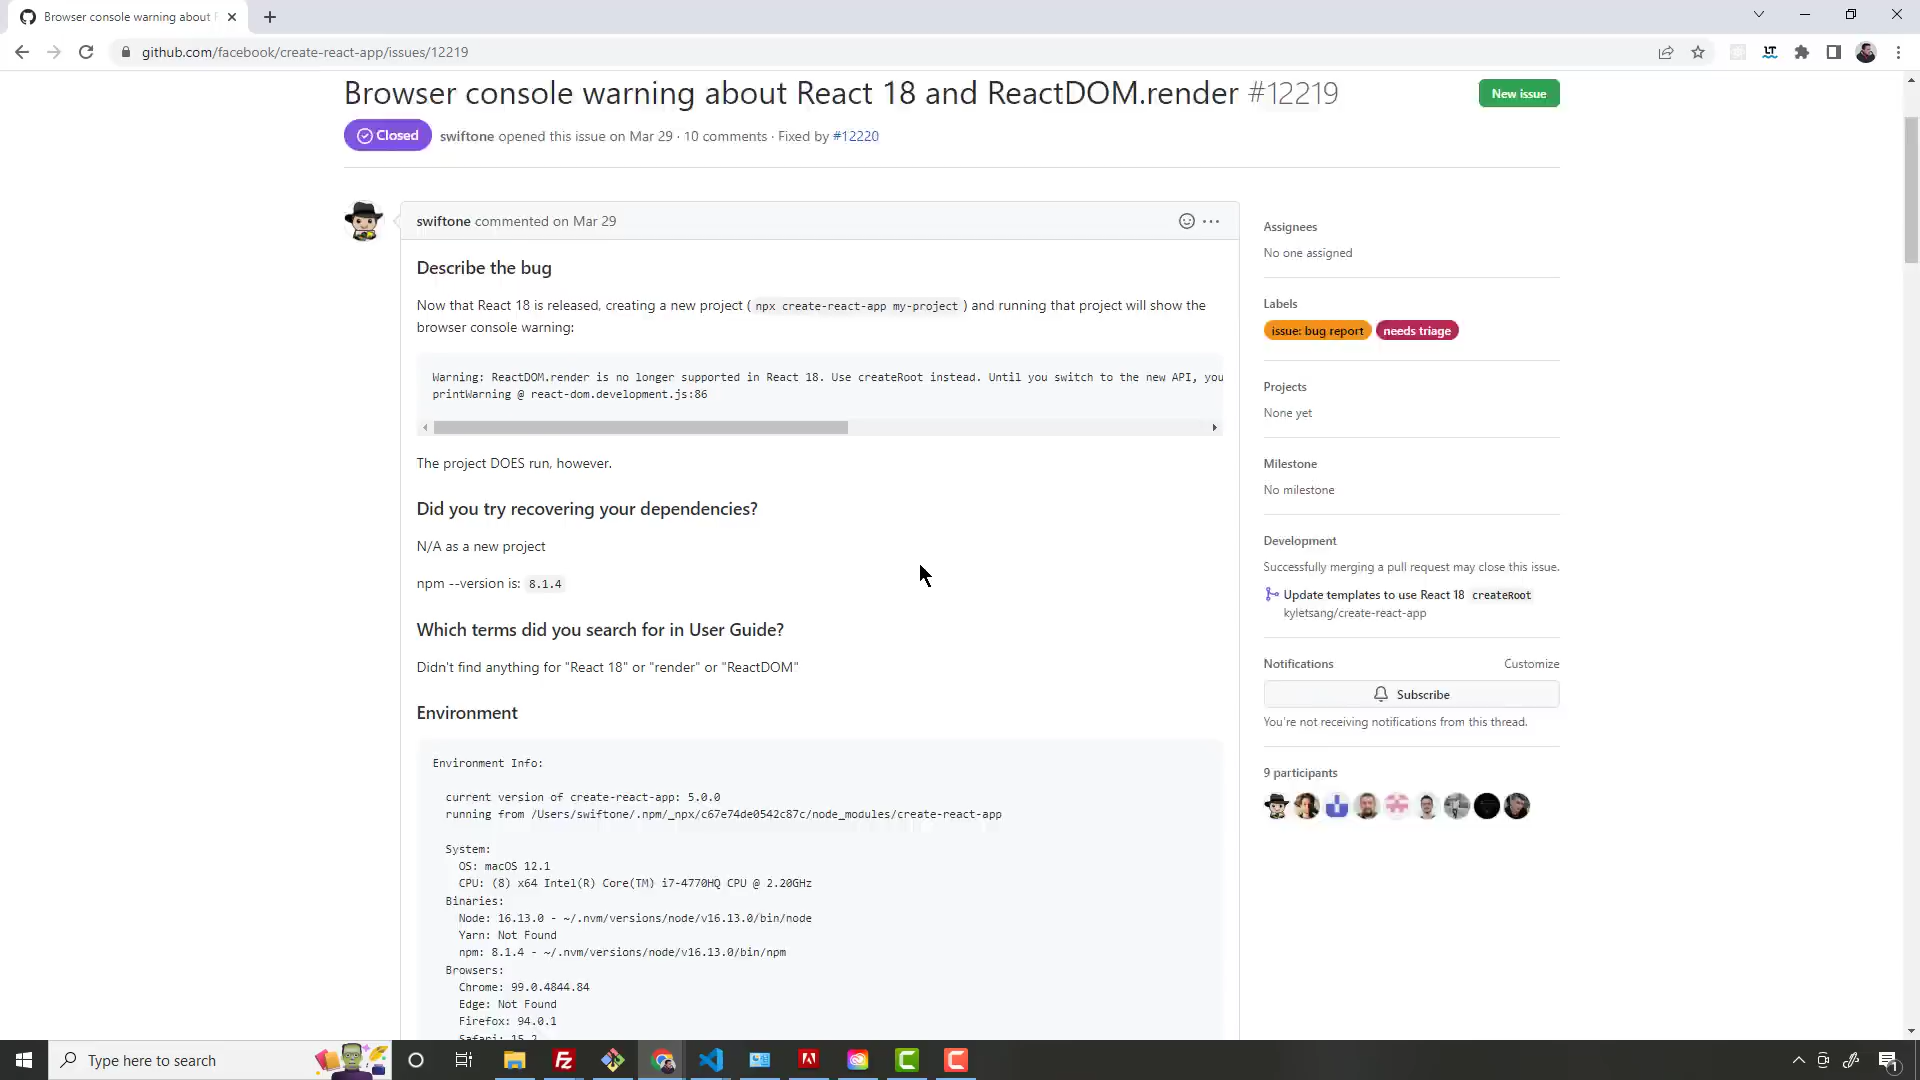 Browser console warning about F
github.com/facebook/create-react-app/issues/12219
Browser console warning about React 18 and ReactDOM.render #12219
New issue
Closed
swiftone opened this issue on Mar 29 · 10 comments · Fixed by #12220
swiftone commented on Mar 29
Describe the bug
Now that React 18 is released, creating a new project ( npx create-react-app my-project ) and running that project will show the
browser console warning:
Warning: ReactDOM.render is no longer supported in React 18. Use createRoot instead. Until you switch to the new API, you
printWarning @ react-dom.development.js:86
The project DOES run, however.
Did you try recovering your dependencies?
N/A as a new project
npm --version is: 8.1.4
Which terms did you search for in User Guide?
Didn't find anything for "React 18" or "render" or "ReactDOM"
Environment
Environment Info:
current version of create-react-app: 5.0.0
running from /Users/swiftone/.npm/_npx/c67e74de0542c87c/node_modules/create-react-app
System:
OS: macOS 12.1
CPU: (8) x64 Intel(R) Core(TM) i7-4770HQ CPU @ 2.20GHz
Binaries:
Node: 16.13.0 - ~/.nvm/versions/node/v16.13.0/bin/node
Yarn: Not Found
npm: 8.1.4 - ~/.nvm/versions/node/v16.13.0/bin/npm
Browsers:
Chrome: 99.0.4844.84
Edge: Not Found
Firefox: 94.0.1
Safari: 15.2
Assignees
No one assigned
Labels
issue: bug report needs triage
Projects
None yet
Milestone
No milestone
Development
Successfully merging a pull request may close this issue.
Update templates to use React 18 createRoot
kyletsang/create-react-app
Notifications Customize
Subscribe
You're not receiving notifications from this thread.
9 participants
Type here to search